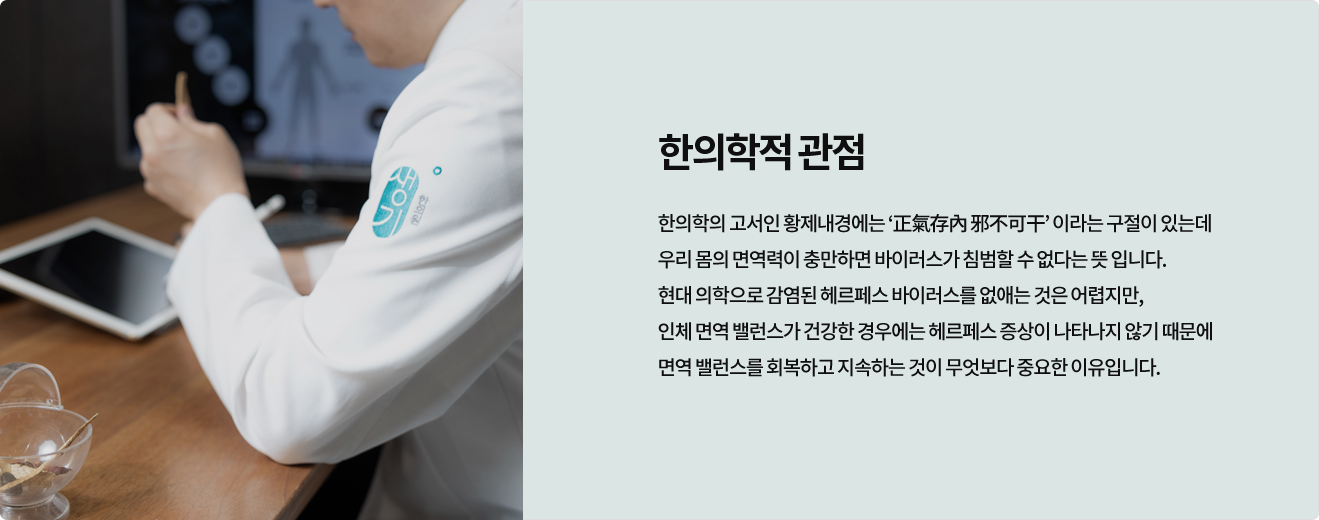 한의학적 관점
한의학의 고서인 황제내경에는 ‘正氣存內 邪不可干’ 이라는 구절이 있는데
우리 몸의 면역력이 충만하면 바이러스가 침범할 수 없다는 뜻 입니다.
현대 의학으로 감염된 헤르페스 바이러스를 없애는 것은 어렵지만,
인체 면역 밸런스가 건강한 경우에는 헤르페스 증상이 나타나지 않기 때문에
면역 밸런스를 회복하고 지속하는 것이 무엇보다 중요한 이유입니다.